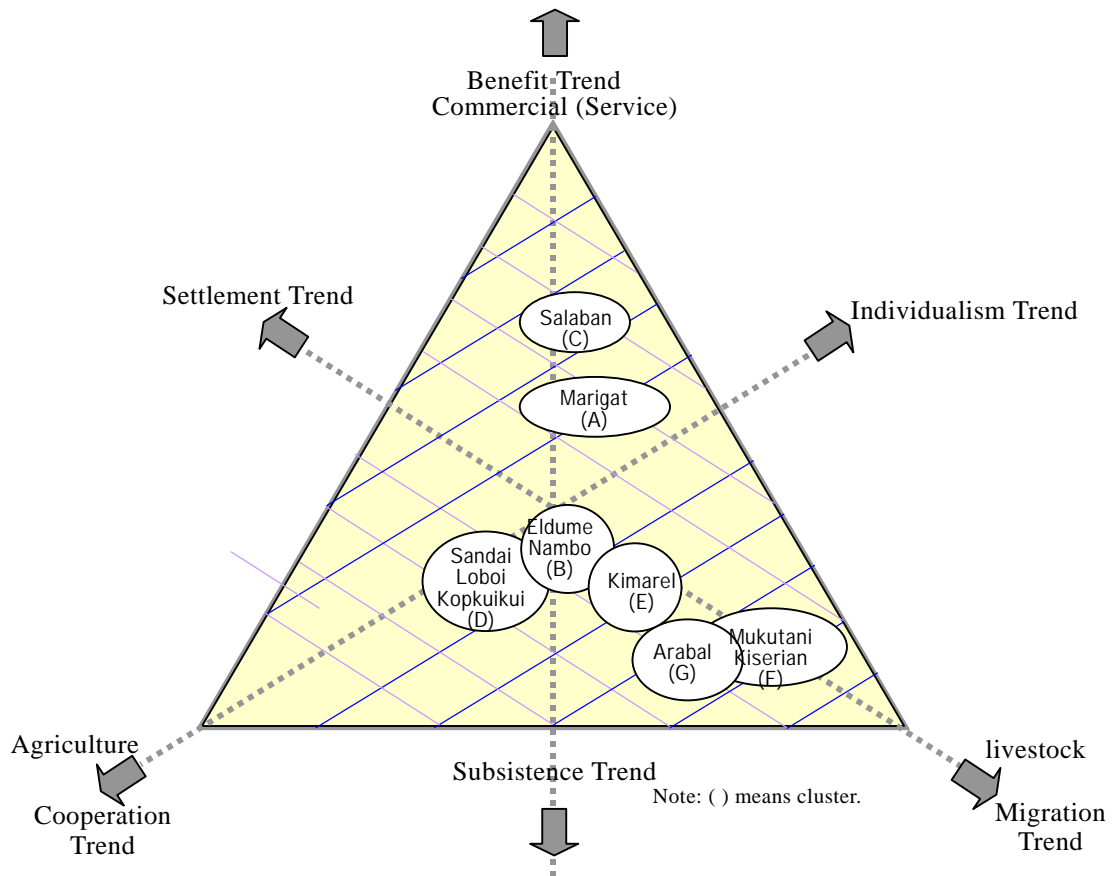 Benefit Trend
Commercial (Service)
Settlement Trend
Individualism Trend
Salaban
(C)
Marigat
(A)
Eldume
Nambo
(B)
Sandai
Loboi
Kopkuikui
(D)
Kimarel
(E)
Arabal
(G)
Mukutani
Kiserian
(F)
Agriculture
Cooperation
Trend
Subsistence Trend
Note: ( ) means cluster.
livestock
Migration
Trend